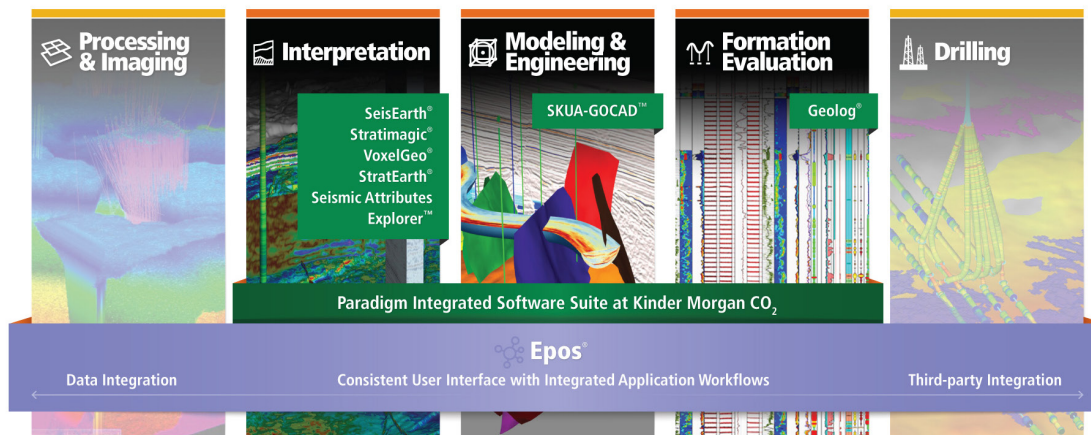 Processing
& Imaging
Interpretation
Modeling &
Engineering
Formation
Evaluation
Drilling
SeisEarth®
Stratimagic®
VoxelGeo®
StratEarth®
Seismic Attributes
Explorer™
SKUA-GOCAD™
Geolog®
Paradigm Integrated Software Suite at Kinder Morgan CO₂
Epos®
Data Integration
Consistent User Interface with Integrated Application Workflows
Third-party Integration